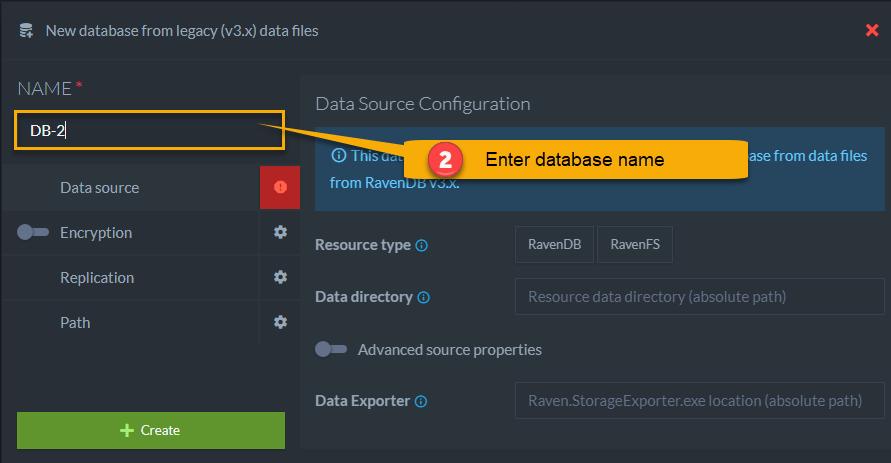 New database from legacy (v3.x) data files
NAME *
DB-2
Data source
Encryption
Replication
Path
Create
Data Source Configuration
2 Enter database name
This dat
ase from data files
from RavenDB v3.x.
Resource type
RavenDB
RavenFS
Data directory
Resource data directory (absolute path)
Advanced source properties
Data Exporter
Raven.StorageExporter.exe location (absolute path)